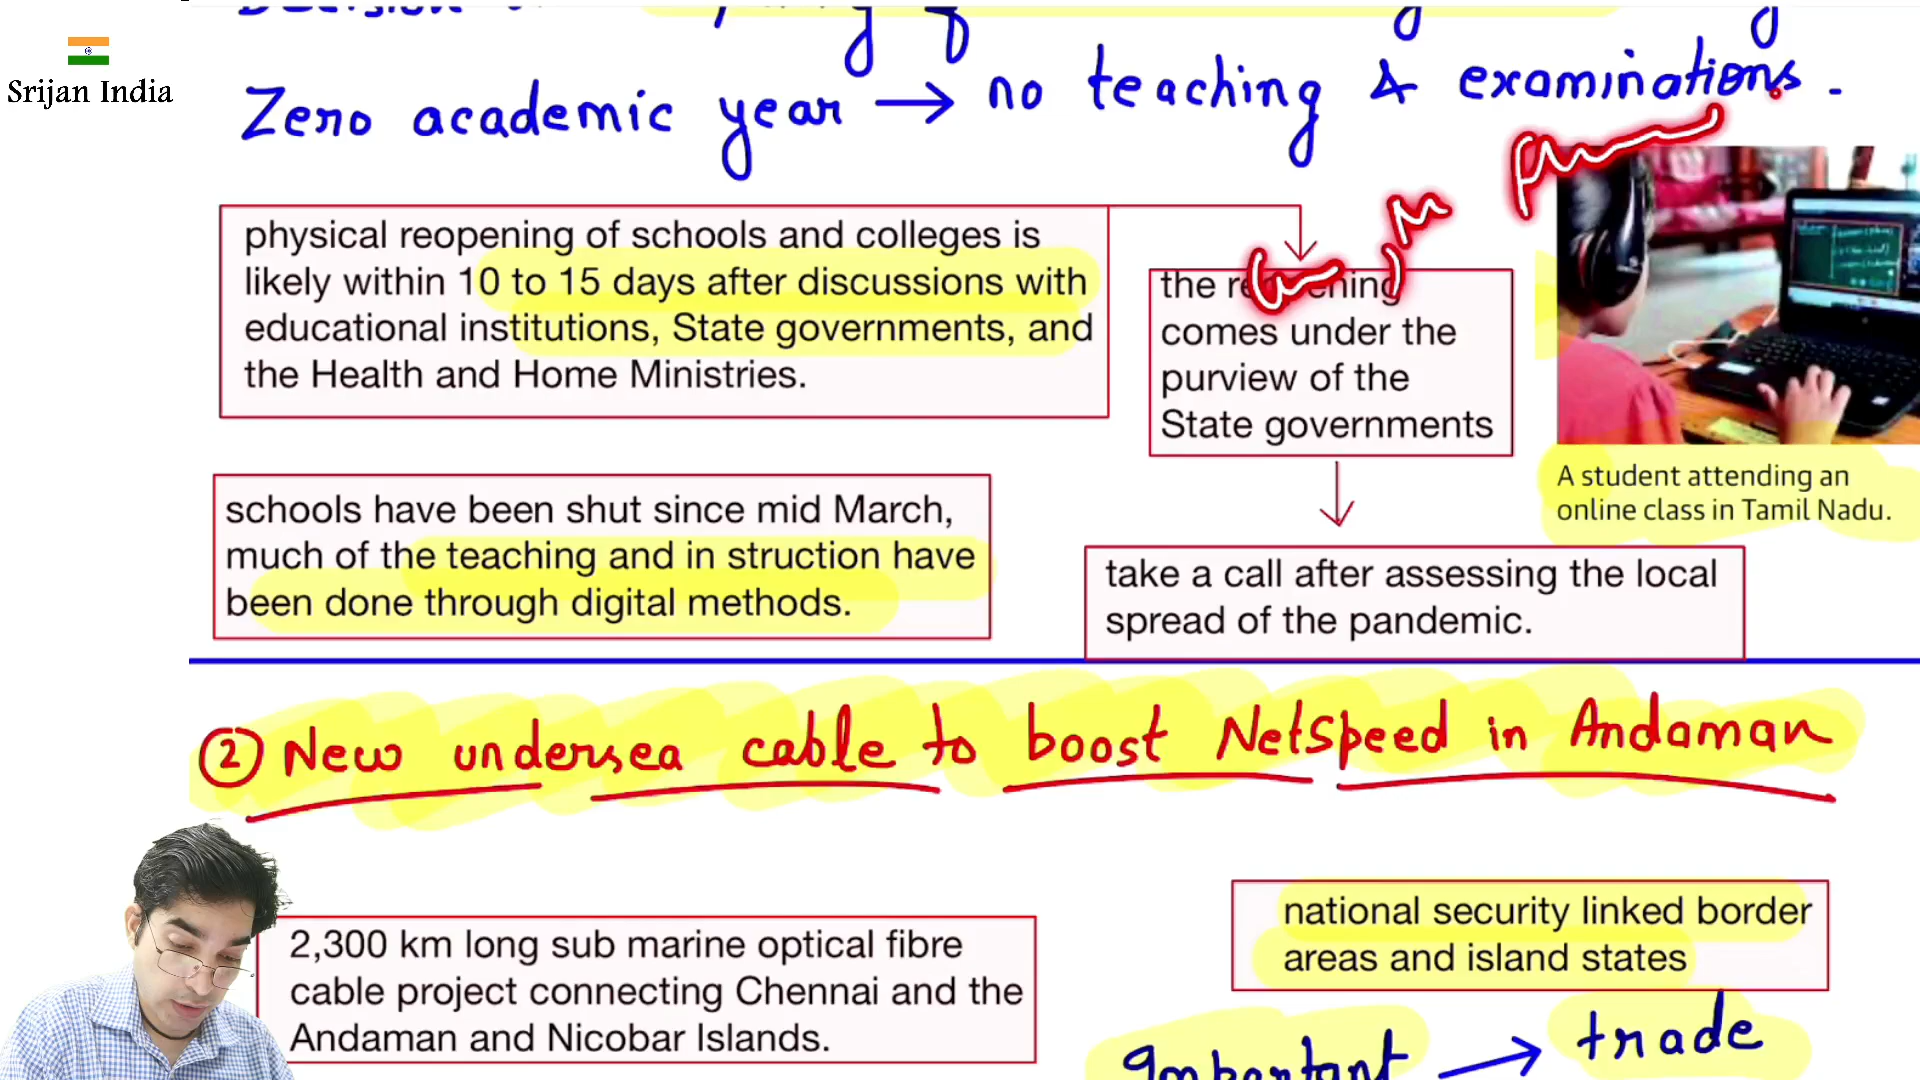 Srijan India
Zero academic year → no teaching & examinations.
physical reopening of schools and colleges is
likely within 10 to 15 days after discussions with
educational institutions, State governments, and
the Health and Home Ministries.
the reopening
comes under the
purview of the
State governments
A student attending an
online class in Tamil Nadu.
schools have been shut since mid March,
much of the teaching and in struction have
been done through digital methods.
take a call after assessing the local
spread of the pandemic.
② New undersea cable to boost Netspeed in Andaman
2,300 km long sub marine optical fibre
cable project connecting Chennai and the
Andaman and Nicobar Islands.
national security linked border
areas and island states
important → trade